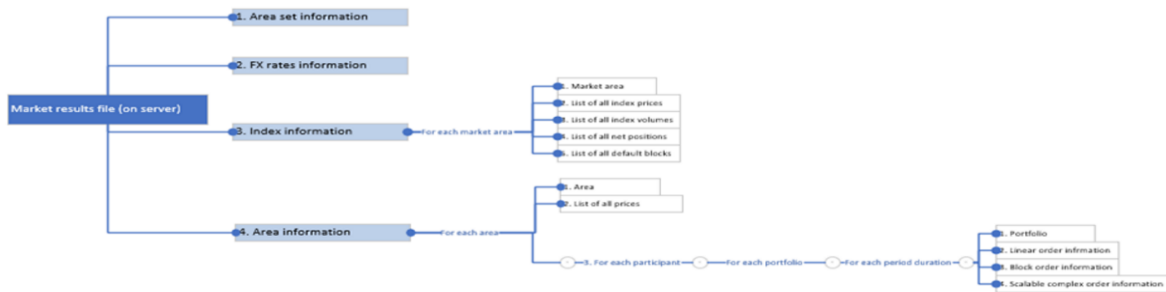 1. Area set information
2. FX rates information
Market results file (on server)
3. Index information
For each market area
1. Market area
2. List of all index prices
3. List of all index volumes
4. List of all net positions
5. List of all default blocks
4. Area information
For each area
1. Area
2. List of all prices
3. For each participant
For each portfolio
For each period duration
1. Portfolio
2. Linear order infrmation
3. Block order information
4. Scalable complex order information